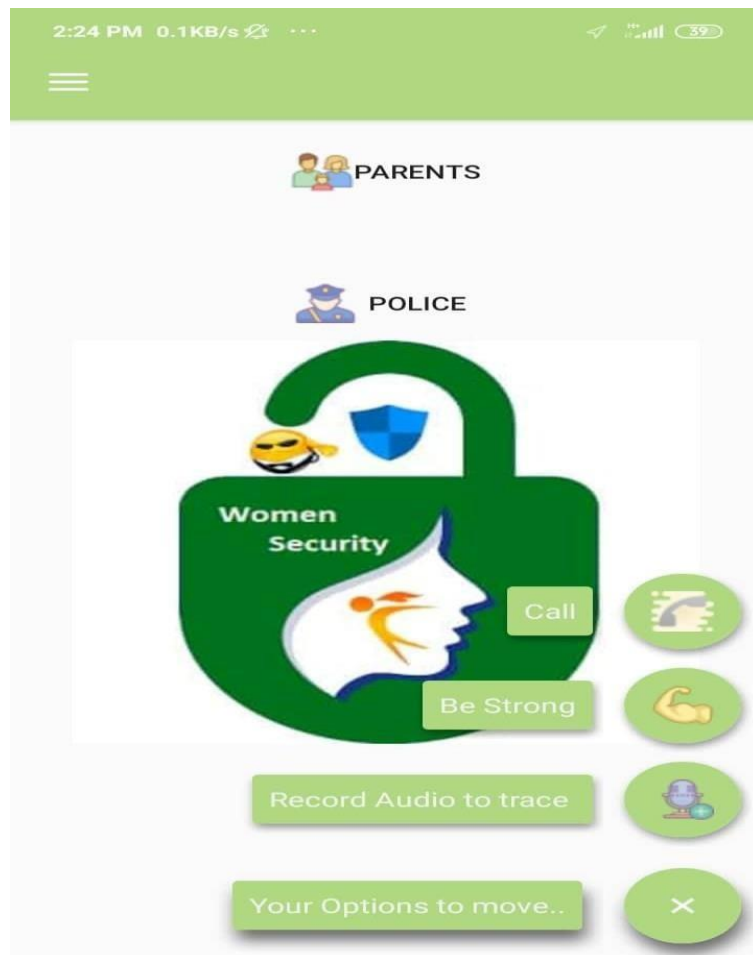 2:24 PM 0.1KB/s ...
39
PARENTS
POLICE
Women
Security
Call
Be Strong
Record Audio to trace
Your Options to move..